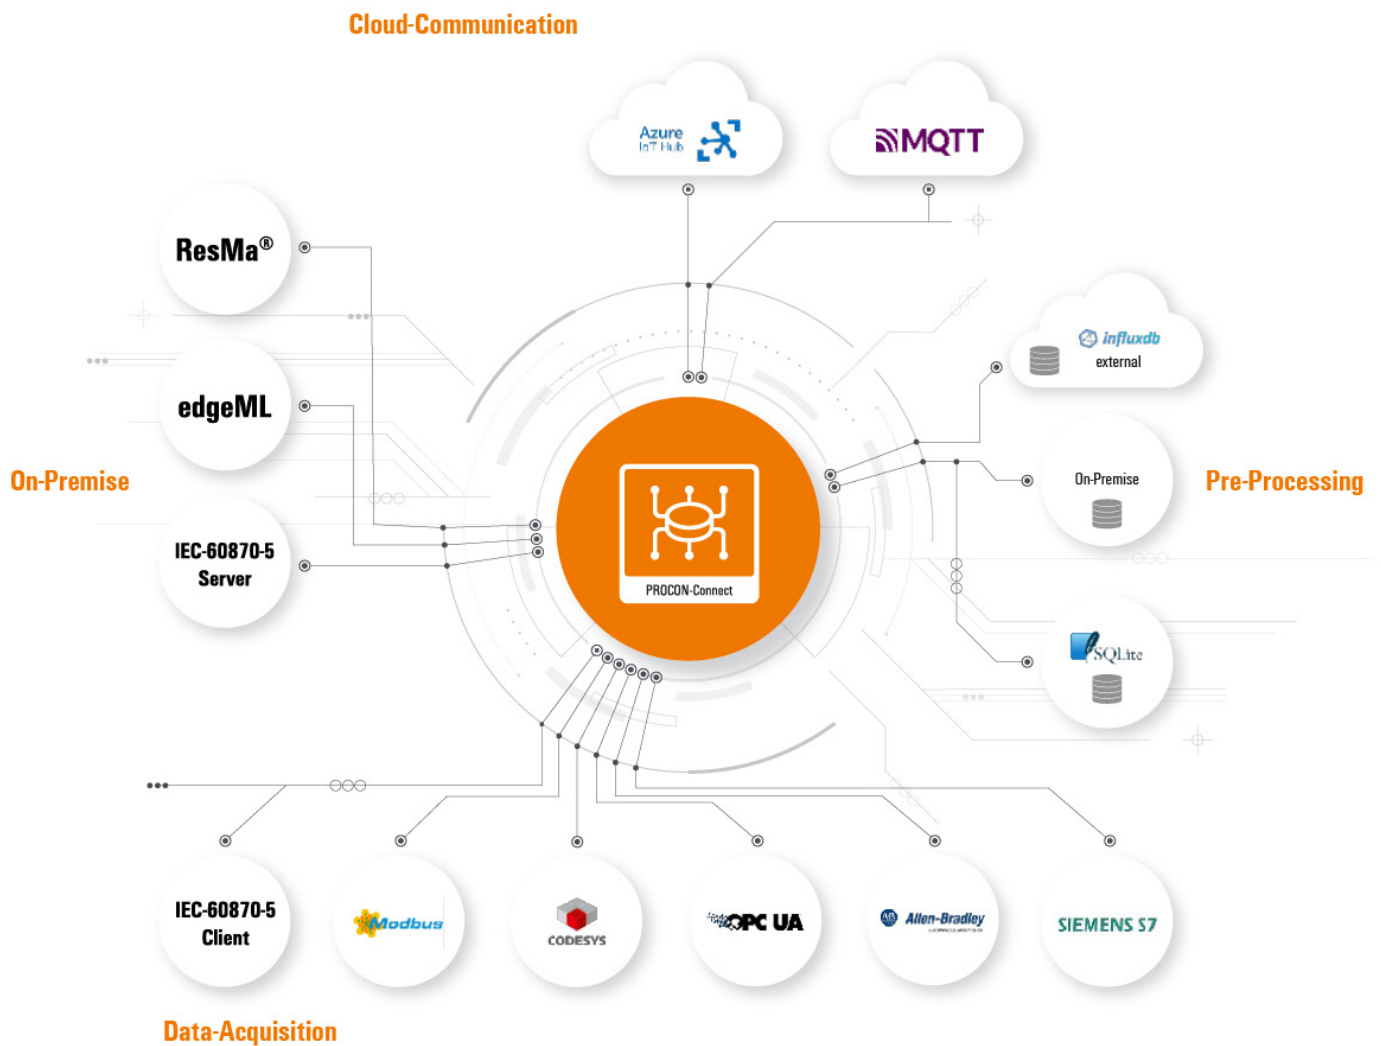 Cloud-Communication
Azure
IoT Hub
MQTT
ResMa®
influxdb
external
edgeML
On-Premise
On-Premise
Pre-Processing
IEC-60870-5
Server
PROCON-Connect
SQLite
IEC-60870-5
Client
Modbus
CODESYS
OPC UA
AB
Allen-Bradley
SIEMENS S7
Data-Acquisition